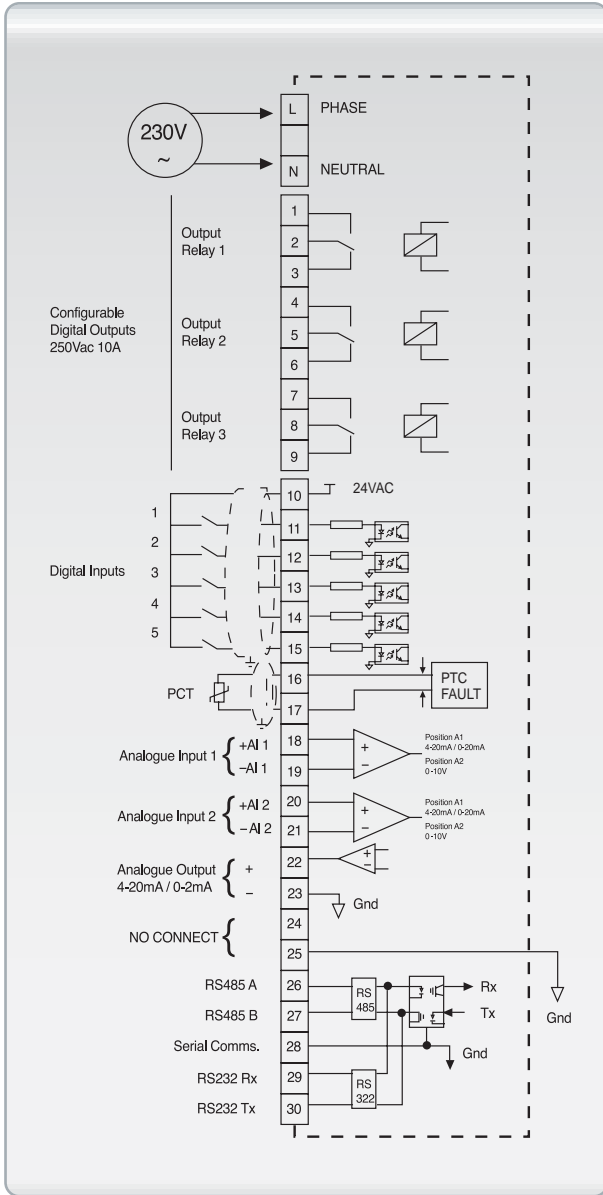 230V
~
L PHASE
N NEUTRAL
Configurable
Digital Outputs
250Vac 10A
Output
Relay 1
1
2
3
Output
Relay 2
4
5
6
Output
Relay 3
7
8
9
10 24VAC
Digital Inputs
1
2
3
4
5
11
12
13
14
15
PCT
16
17
PTC
FAULT
Analogue Input 1 { +AI 1
−AI 1
18
19
+
−
Position A1
4-20mA / 0-20mA
Position A2
0-10V
Analogue Input 2 { +AI 2
− AI 2
20
21
+
−
Position A1
4-20mA / 0-20mA
Position A2
0-10V
Analogue Output
4-20mA / 0-2mA
{ +
−
22
23
+
−
Gnd
NO CONNECT {
24
25
Gnd
RS485 A 26
RS485 B 27
RS
485
Rx
Tx
Serial Comms. 28
Gnd
RS232 Rx 29
RS232 Tx 30
RS
322